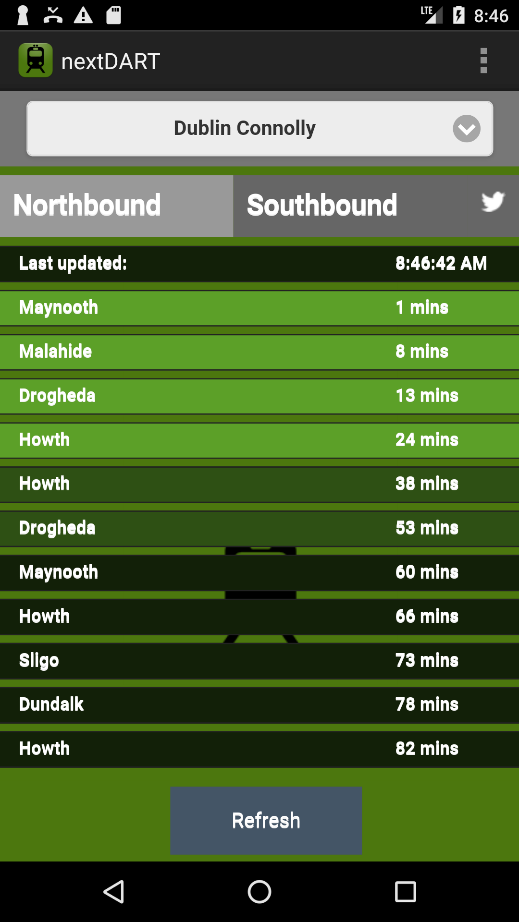 LTE 8:46
nextDART
Dublin Connolly
Northbound Southbound
Last updated: 8:46:42 AM
Maynooth 1 mins
Malahide 8 mins
Drogheda 13 mins
Howth 24 mins
Howth 38 mins
Drogheda 53 mins
Maynooth 60 mins
Howth 66 mins
Sligo 73 mins
Dundalk 78 mins
Howth 82 mins
Refresh